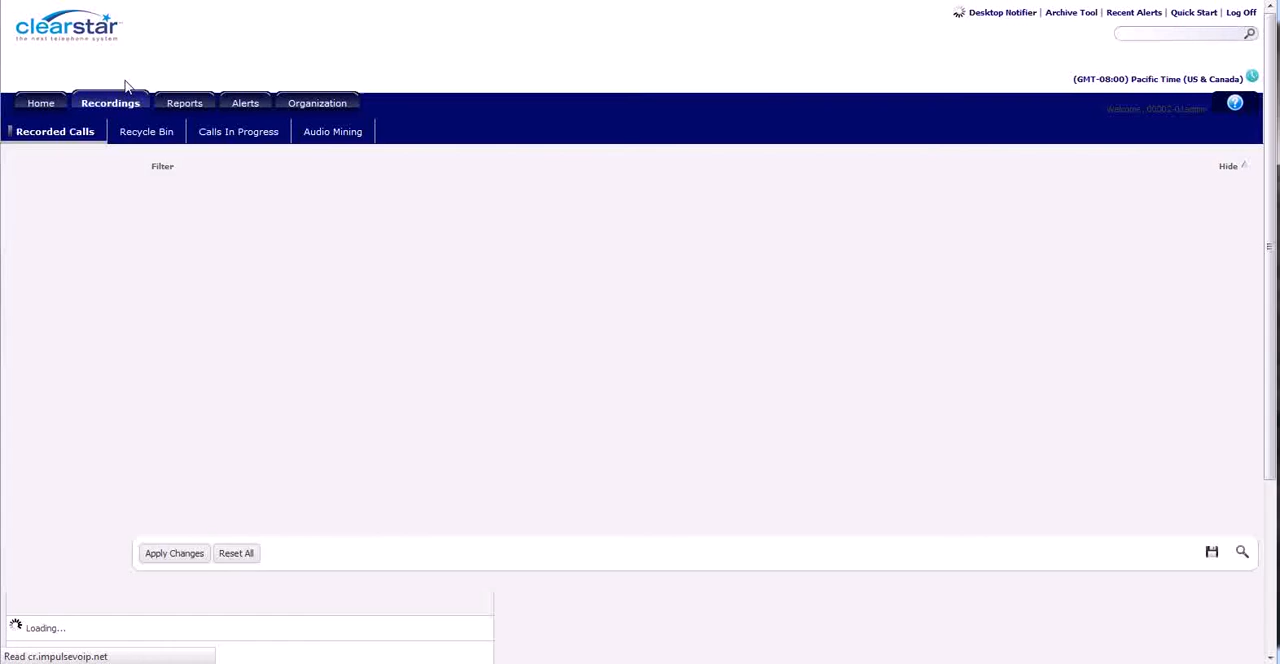 clearstar
the next telephone system
Desktop Notifier | Archive Tool | Recent Alerts | Quick Start | Log Off
(GMT-08:00) Pacific Time (US & Canada)
Home Recordings Reports Alerts Organization
Welcome,
?
Recorded Calls Recycle Bin Calls In Progress Audio Mining
Filter Hide
Apply Changes Reset All
Loading...
Read cr.impulsevoip.net